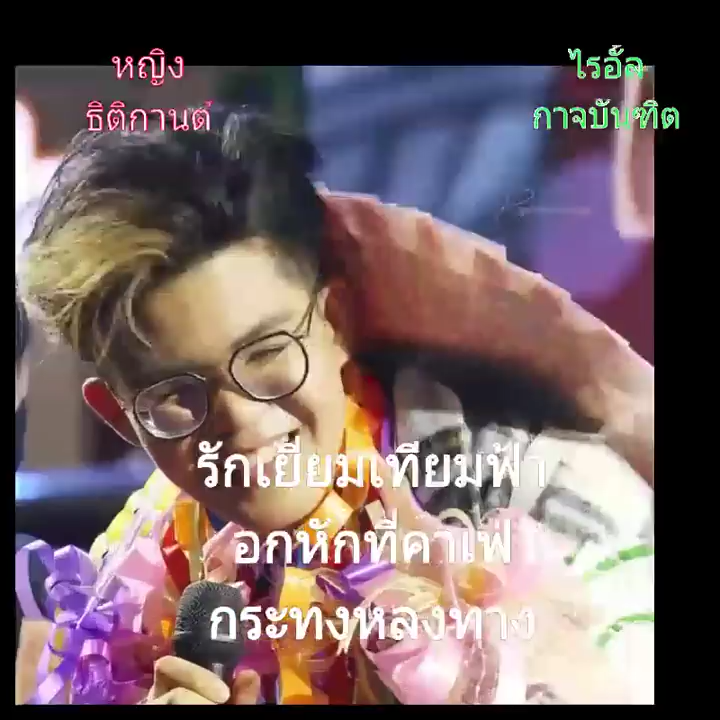 หญิง
ธิติกานต์
ไรอั้ล
กาจบัณฑิต
รักเยี่ยมเทียมฟ้า
อกหักที่คาเฟ่
กระทงหลงทาง